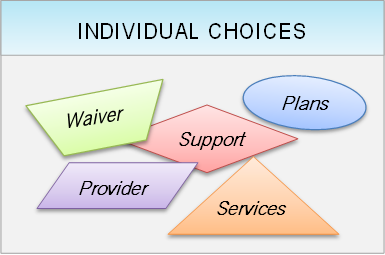 INDIVIDUAL CHOICES
Waiver
Plans
Support
Provider
Services